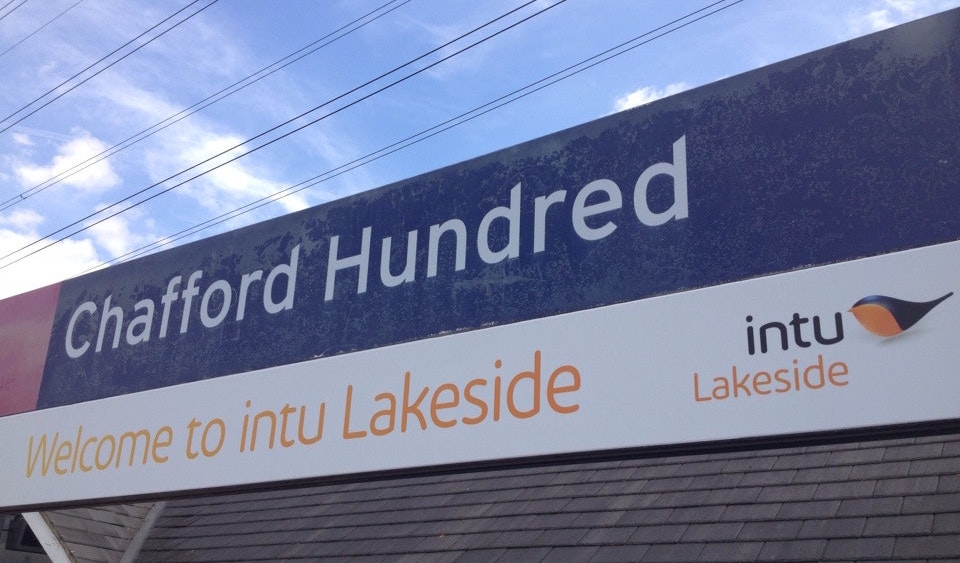 Chafford Hundred
Welcome to intu Lakeside
intu
Lakeside